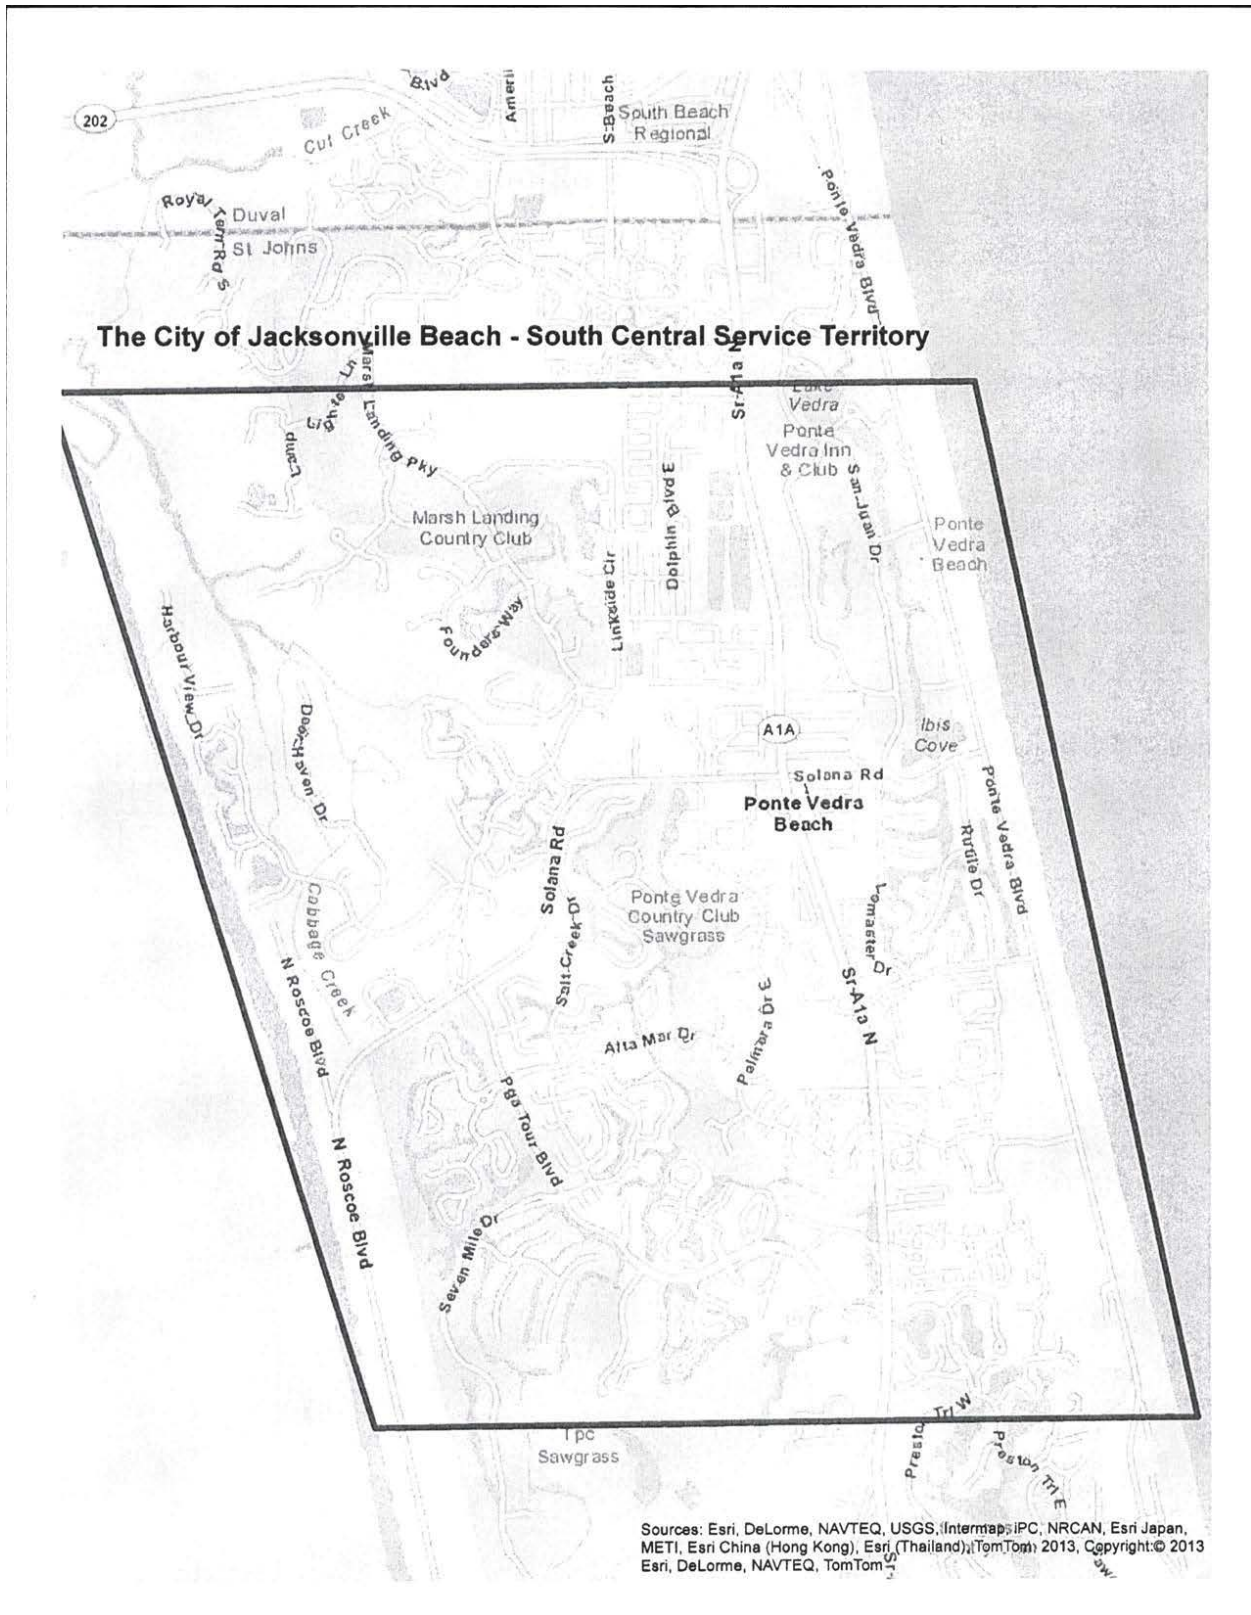 Blvd
Ameri
S Beach
202
Cut Creek
South Beach
Regional
Royal Tern Rd S
Duval
St Johns
Ponte Vedra Blvd
The City of Jacksonville Beach - South Central Service Territory
Marsh Landing Pky
Sr-A1a N
Lake
Vedra
Lighte Ln
Lamp
Ponte
Vedra Inn
& Club
San-Juan Dr
Dolphin Blvd E
Marsh Landing
Country Club
Ponte
Vedra
Beach
Linkside Cir
Founders Way
Harbour View Dr
Deer-Haven Dr
A1A
Ibis
Cove
Solana Rd
Ponte Vedra
Beach
Ponte Vedra Blvd
Rutile Dr
Solana Rd
Ponte Vedra
Country Club
Sawgrass
Lemaster Dr
Cabbage Creek
Salt-Creek-Dr
N Roscoe Blvd
Sr-A1a N
Palmera Dr E
Alta Mar Dr
Pga Tour Blvd
N Roscoe Blvd
Seven Mile Dr
Presto
Trl W
Tpc
Sawgrass
Preston Trl E
Sources: Esri, DeLorme, NAVTEQ, USGS, Intermap, iPC, NRCAN, Esri Japan,
METI, Esri China (Hong Kong), Esri (Thailand), TomTom, 2013, Copyright:© 2013
Esri, DeLorme, NAVTEQ, TomTom
Sr-